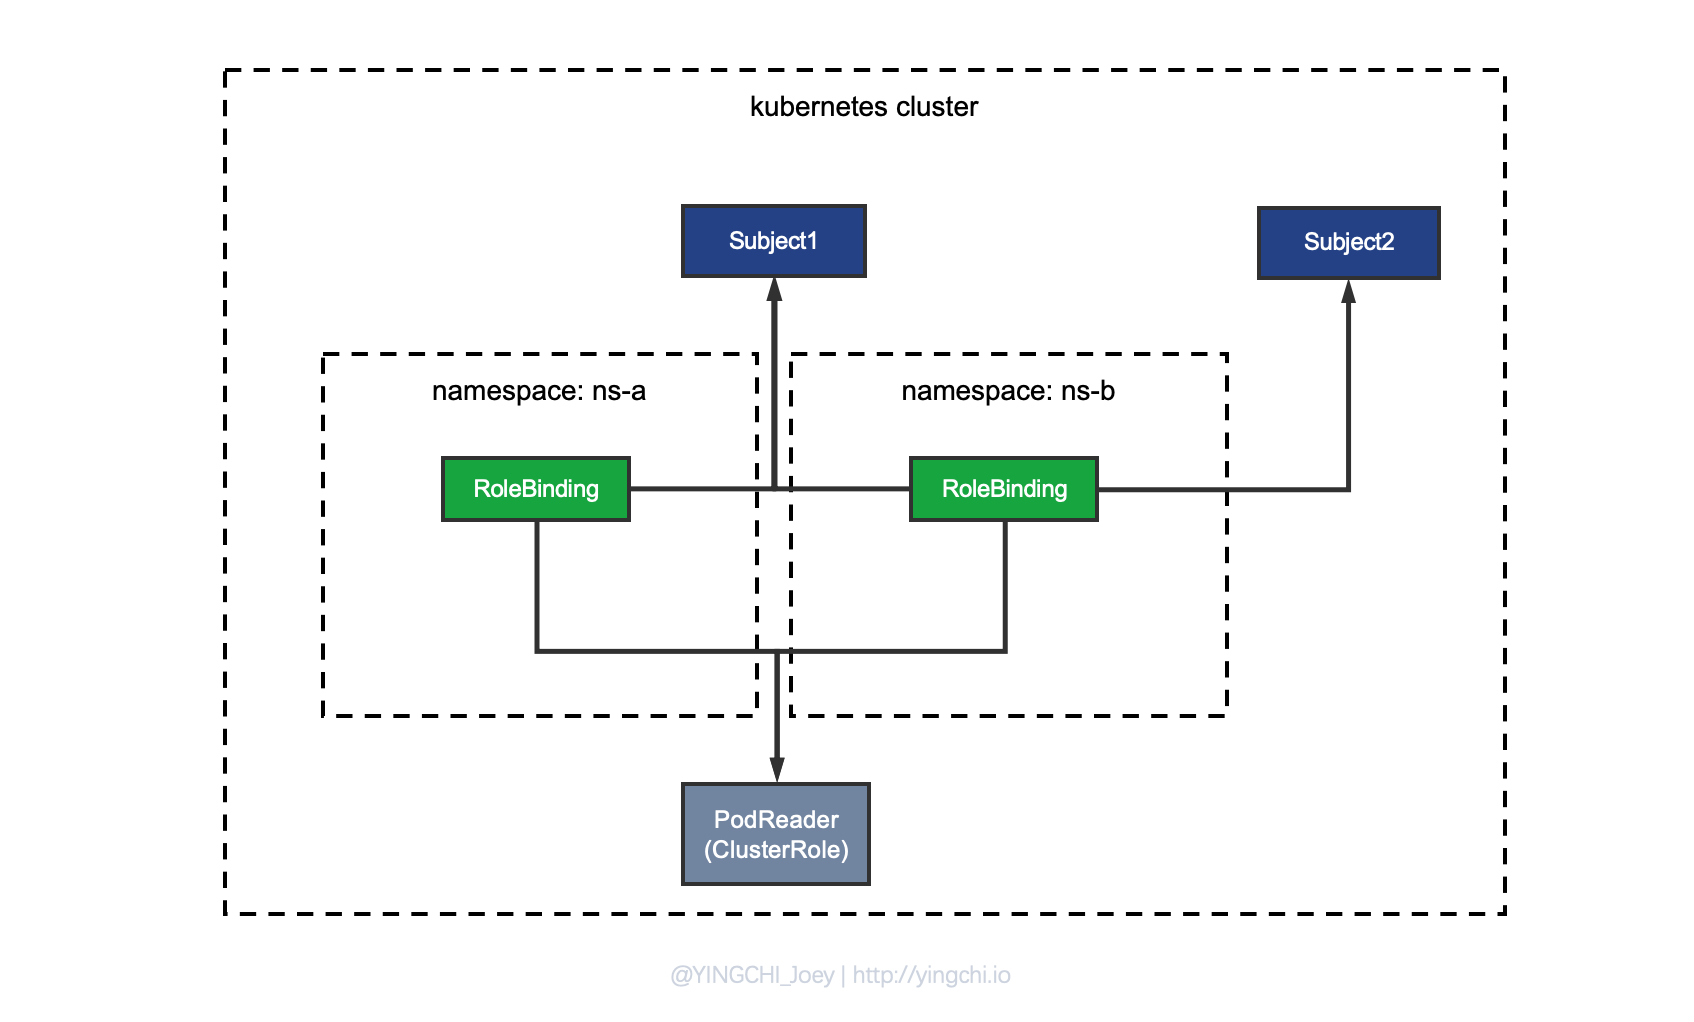 kubernetes cluster
Subject1
Subject2
namespace: ns-a
namespace: ns-b
RoleBinding
RoleBinding
PodReader
(ClusterRole)
@YINGCHI_Joey | http://yingchi.io